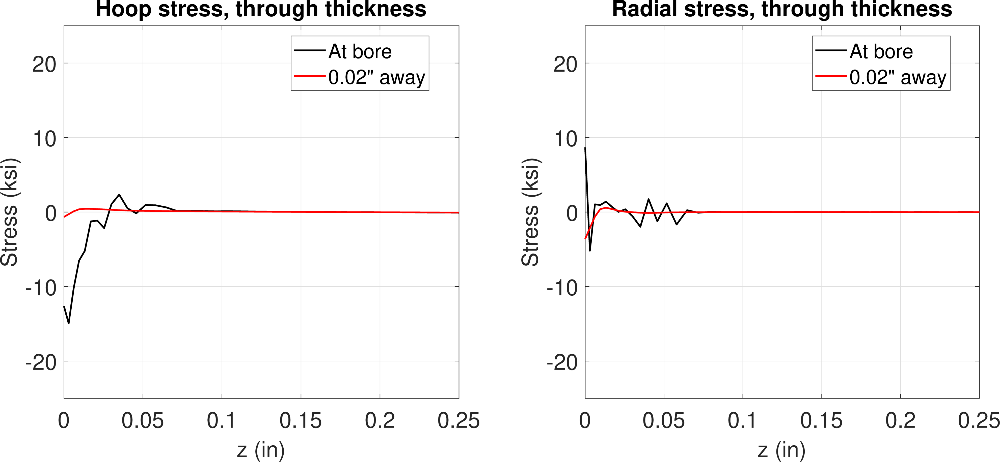 Hoop stress, through thickness
At bore
0.02" away
20
10
0
-10
-20
Stress (ksi)
0
0.05
0.1
0.15
0.2
0.25
z (in)
Radial stress, through thickness
At bore
0.02" away
20
10
0
-10
-20
Stress (ksi)
0
0.05
0.1
0.15
0.2
0.25
z (in)